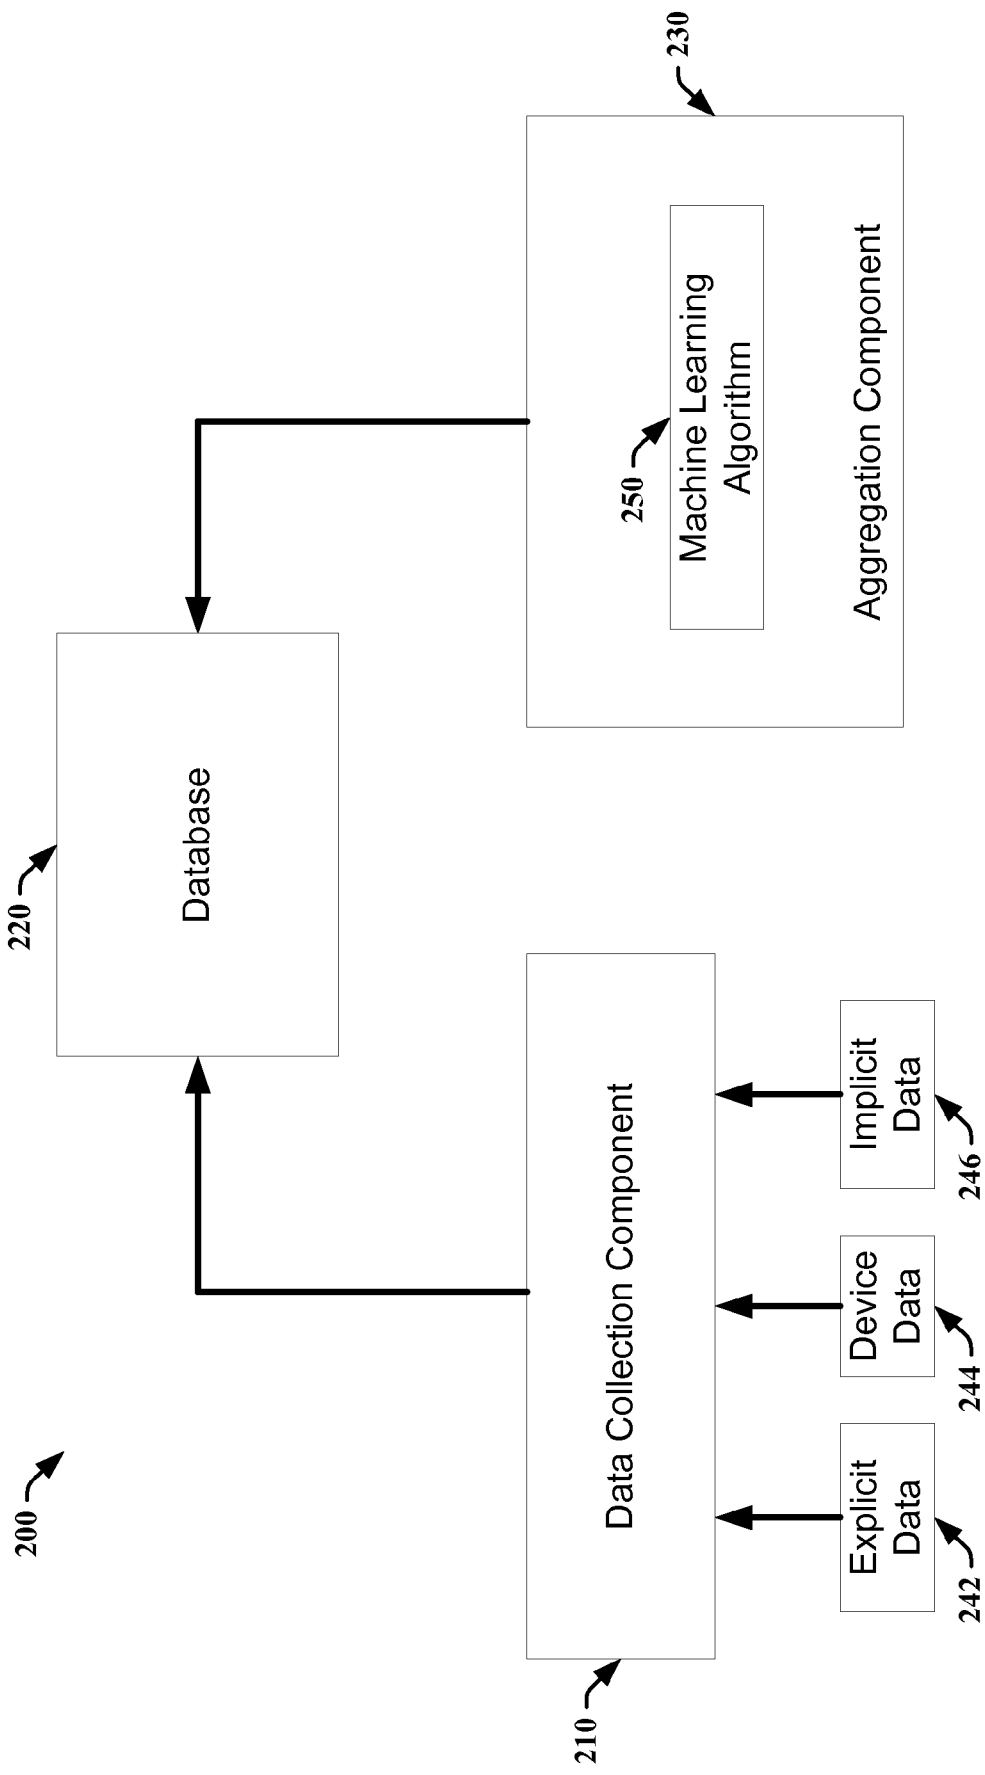 200
220
Database
230
250
Machine Learning
Algorithm
Aggregation Component
210
Data Collection Component
Explicit
Data
242
Device
Data
244
Implicit
Data
246